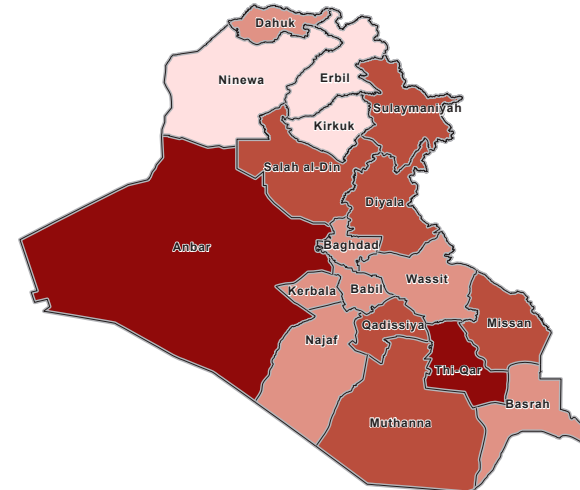 Dahuk
Ninewa
Erbil
Sulaymaniyah
Kirkuk
Salah al-Din
Diyala
Anbar
Baghdad
Wassit
Kerbala
Babil
Qadissiya
Missan
Najaf
Thi-Qar
Basrah
Muthanna